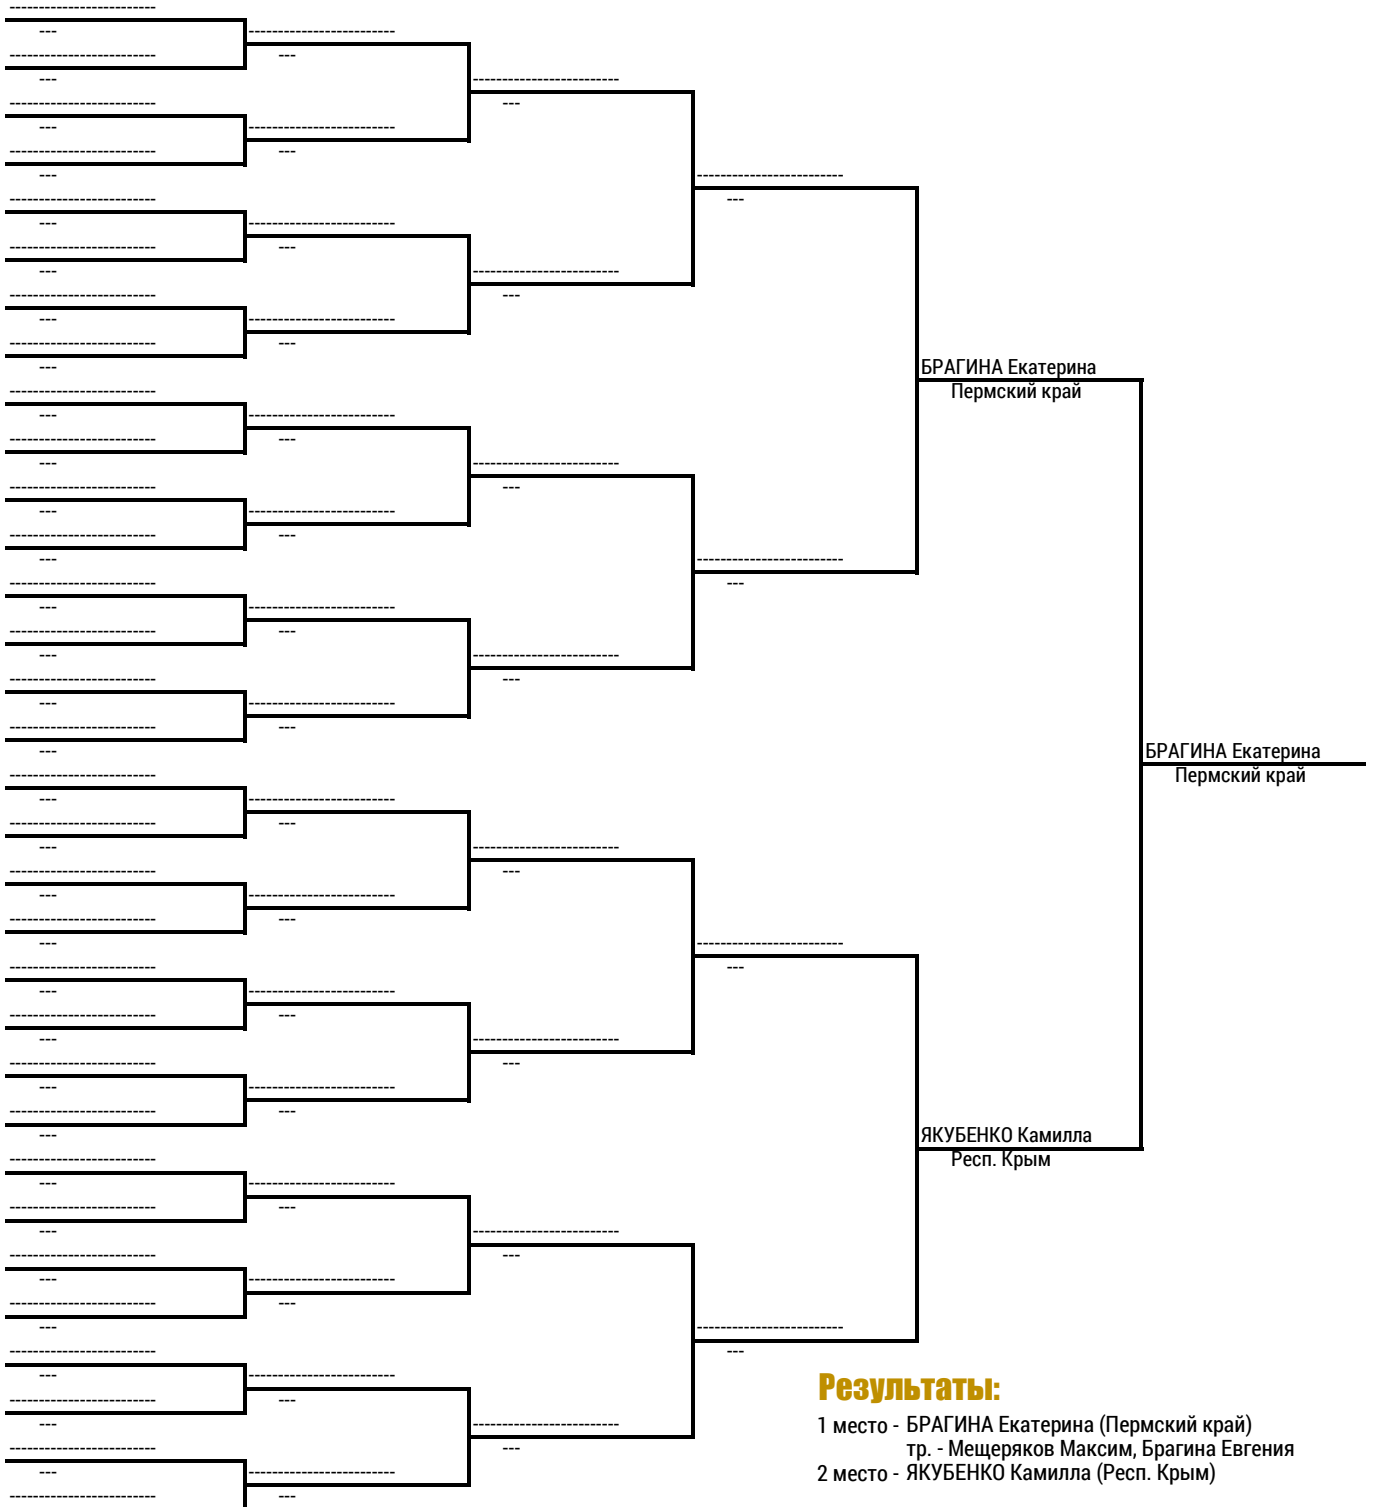 БРАГИНА Екатерина
Пермский край
БРАГИНА Екатерина
Пермский край
ЯКУБЕНКО Камилла
Респ. Крым
Результаты:
1 место - БРАГИНА Екатерина (Пермский край)
тр. - Мещеряков Максим, Брагина Евгения
2 место - ЯКУБЕНКО Камилла (Респ. Крым)